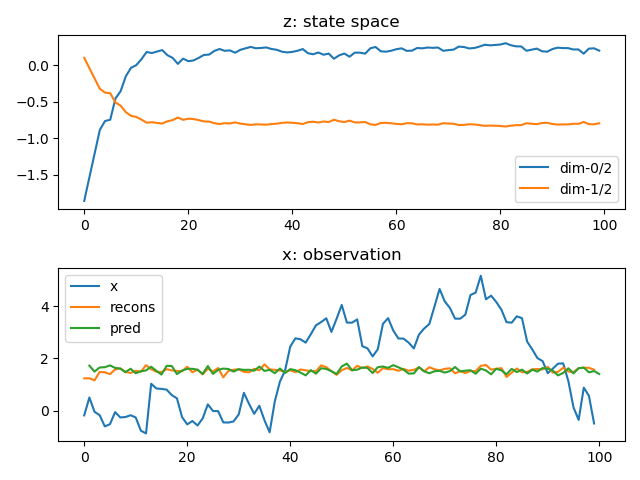 z: state space
0.0
−0.5
−1.0
−1.5
dim-0/2
dim-1/2
0 20 40 60 80 100
x: observation
x
recons
pred
4
2
0
0 20 40 60 80 100